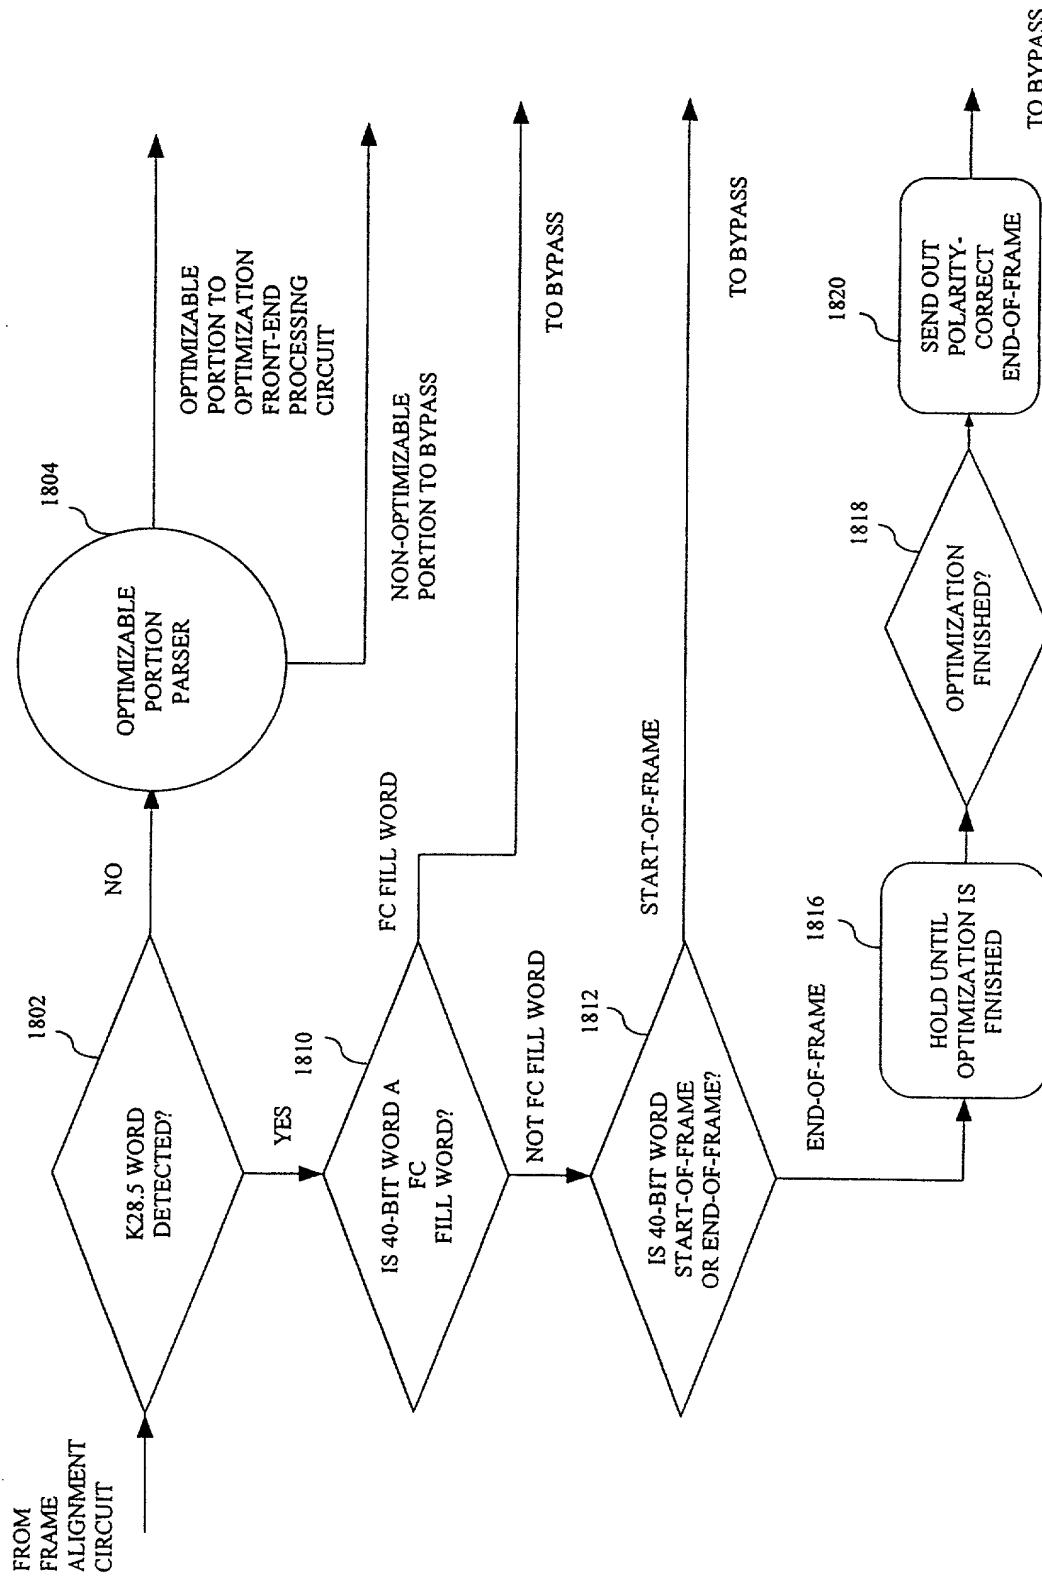 FROM
FRAME
ALIGNMENT
CIRCUIT
1802
K28.5 WORD
DETECTED?
NO
1804
OPTIMIZABLE
PORTION
PARSER
OPTIMIZABLE
PORTION TO
OPTIMIZATION
FRONT-END
PROCESSING
CIRCUIT
NON-OPTIMIZABLE
PORTION TO BYPASS
YES
1810
IS 40-BIT WORD A
FC
FILL WORD?
FC FILL WORD
TO BYPASS
NOT FC FILL WORD
1812
IS 40-BIT WORD
START-OF-FRAME
OR END-OF-FRAME?
START-OF-FRAME
TO BYPASS
END-OF-FRAME
1816
HOLD UNTIL
OPTIMIZATION IS
FINISHED
1818
OPTIMIZATION
FINISHED?
1820
SEND OUT
POLARITY-
CORRECT
END-OF-FRAME
TO BYPASS